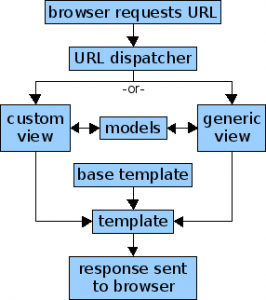 browser requests URL
URL dispatcher
-or-
custom
view
models
generic
view
base template
template
response sent
to browser